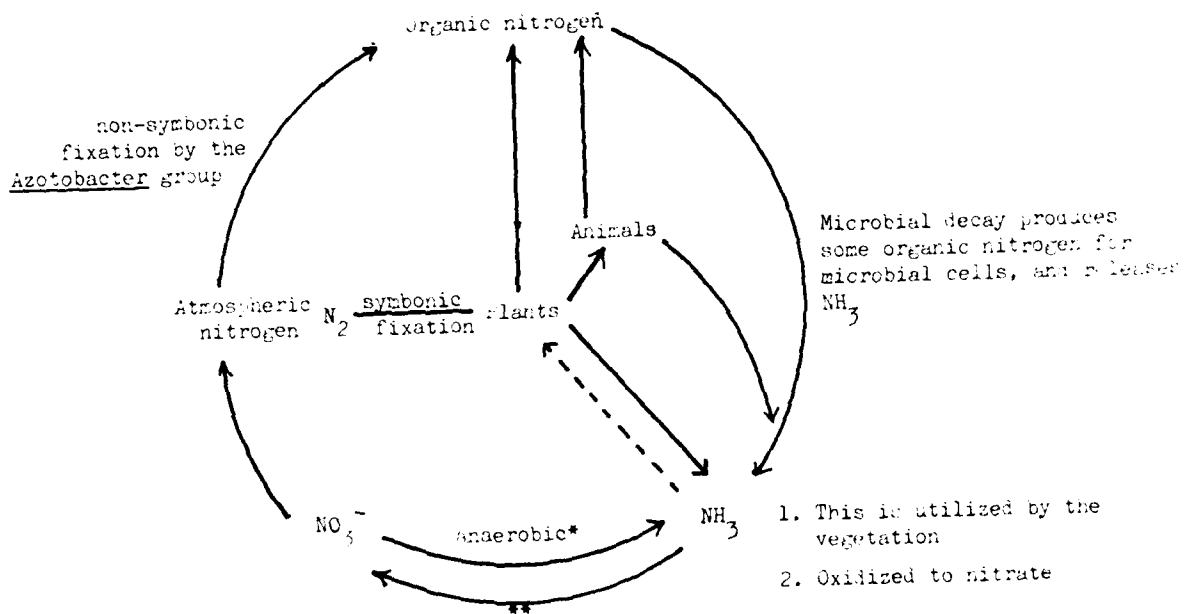 Organic nitrogen
non-symbonic
fixation by the
Azotobacter group
Animals
Microbial decay produces
some organic nitrogen for
microbial cells, and releases
NH3
Atmospheric
nitrogen
N2
symbonic
fixation
Plants
NO3-
anaerobic*
NH3
1. This is utilized by the
vegetation
2. Oxidized to nitrate
**